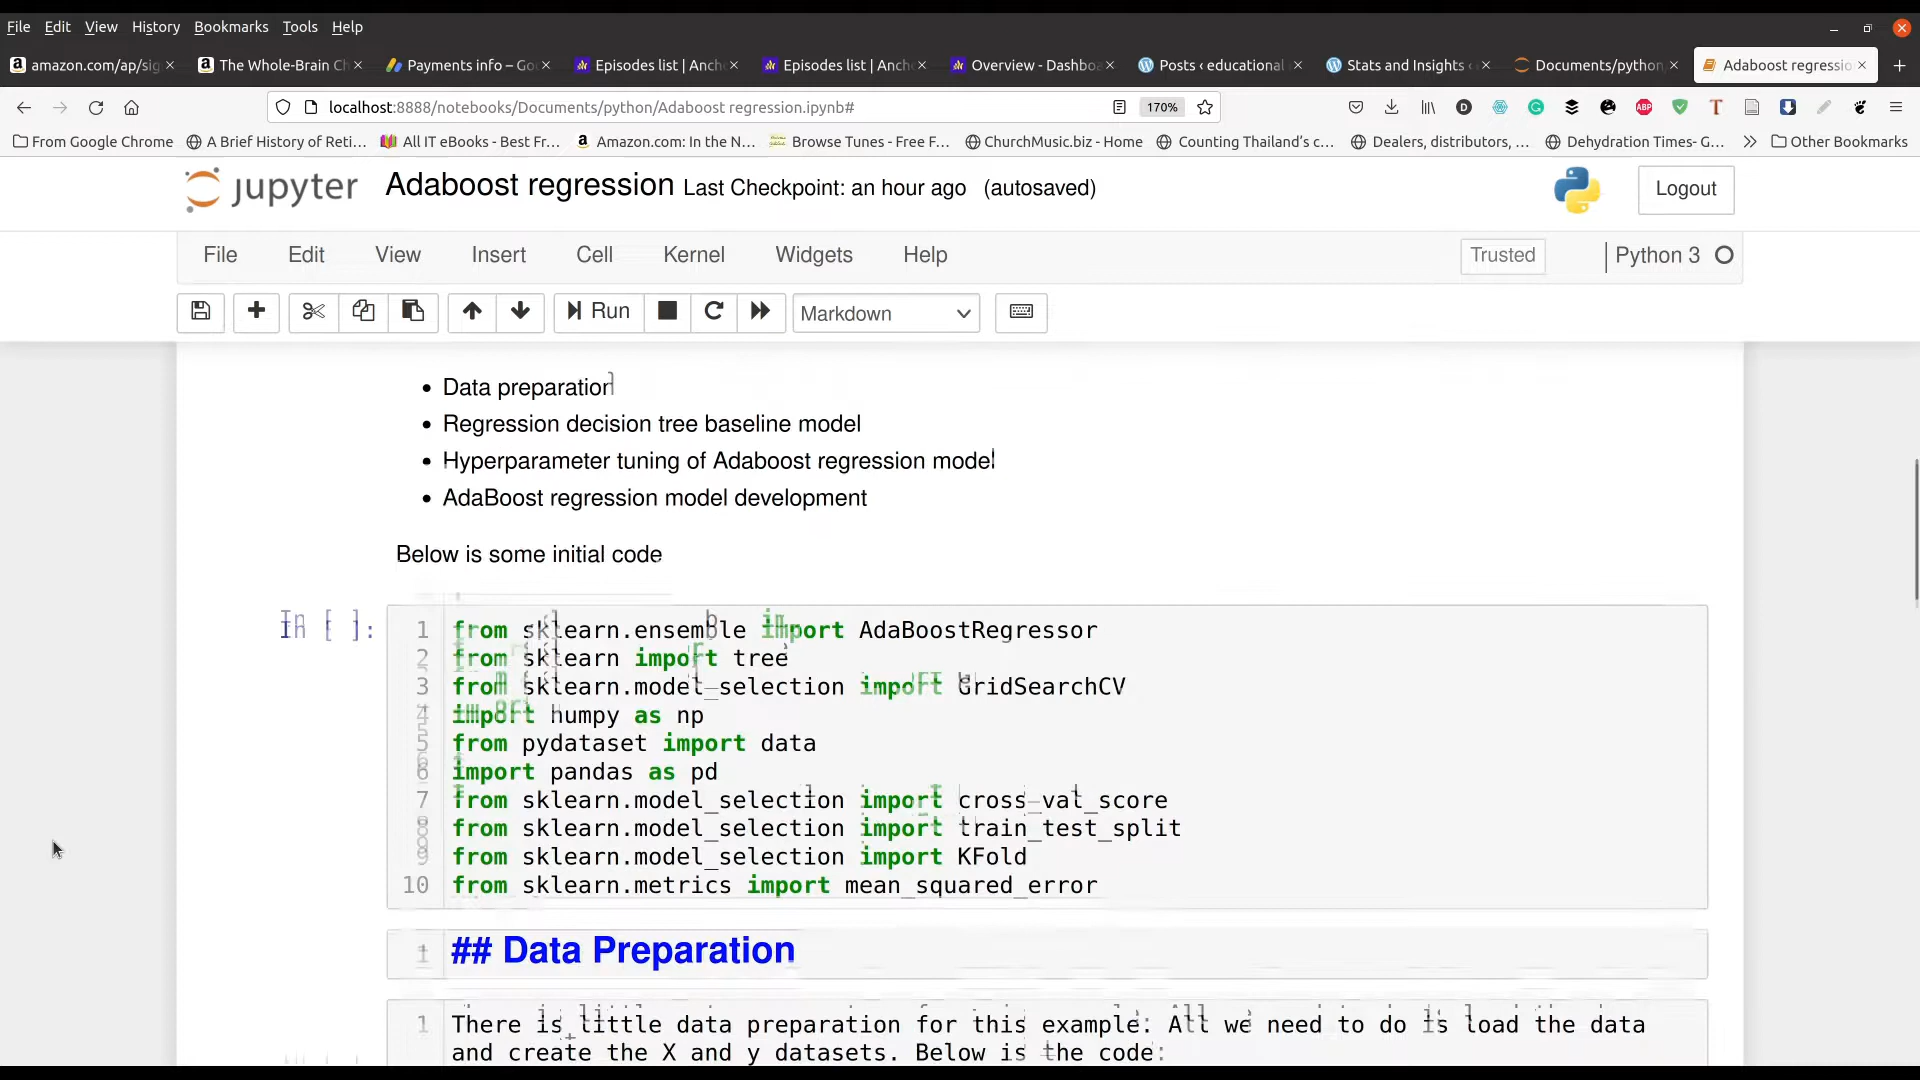 File Edit View History Bookmarks Tools Help
amazon.com/ap/sig The Whole-Brain Ch Payments info – Goo Episodes list | Ancho Episodes list | Ancho Overview - Dashboa Posts ‹ educational Stats and Insights ‹ Documents/python, Adaboost regressio
localhost:8888/notebooks/Documents/python/Adaboost regression.ipynb# 170%
From Google Chrome A Brief History of Reti... All IT eBooks - Best Fr... Amazon.com: In the N... Browse Tunes - Free F... ChurchMusic.biz - Home Counting Thailand's c... Dealers, distributors, ... Dehydration Times- G... Other Bookmarks
jupyter Adaboost regression Last Checkpoint: an hour ago (autosaved) Logout
File Edit View Insert Cell Kernel Widgets Help Trusted Python 3
Run Markdown
• Data preparation
• Regression decision tree baseline model
• Hyperparameter tuning of Adaboost regression model
• AdaBoost regression model development
Below is some initial code
In [ ]: 1 from sklearn.ensemble import AdaBoostRegressor
2 from sklearn import tree
3 from sklearn.model_selection import GridSearchCV
4 import numpy as np
5 from pydataset import data
6 import pandas as pd
7 from sklearn.model_selection import cross_val_score
8 from sklearn.model_selection import train_test_split
9 from sklearn.model_selection import KFold
10 from sklearn.metrics import mean_squared_error
1 ## Data Preparation
1 There is little data preparation for this example. All we need to do is load the data
and create the X and y datasets. Below is the code: